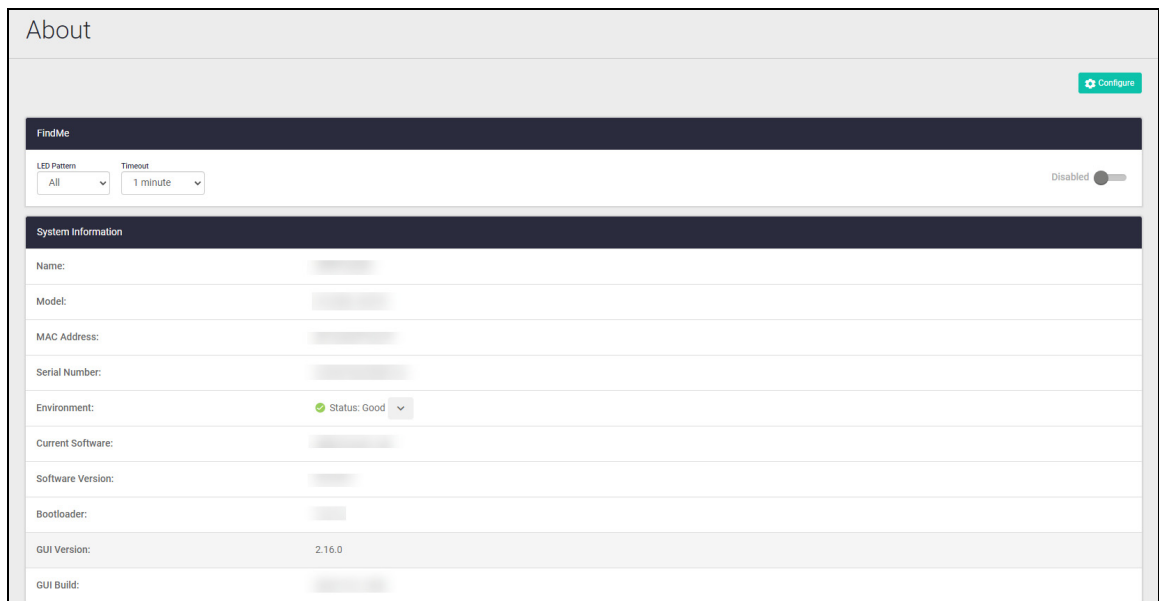 About
Configure
FindMe
LED Pattern Timeout
All 1 minute Disabled
System Information
Name:
Model:
MAC Address:
Serial Number:
Environment: Status: Good
Current Software:
Software Version:
Bootloader:
GUI Version: 2.16.0
GUI Build: